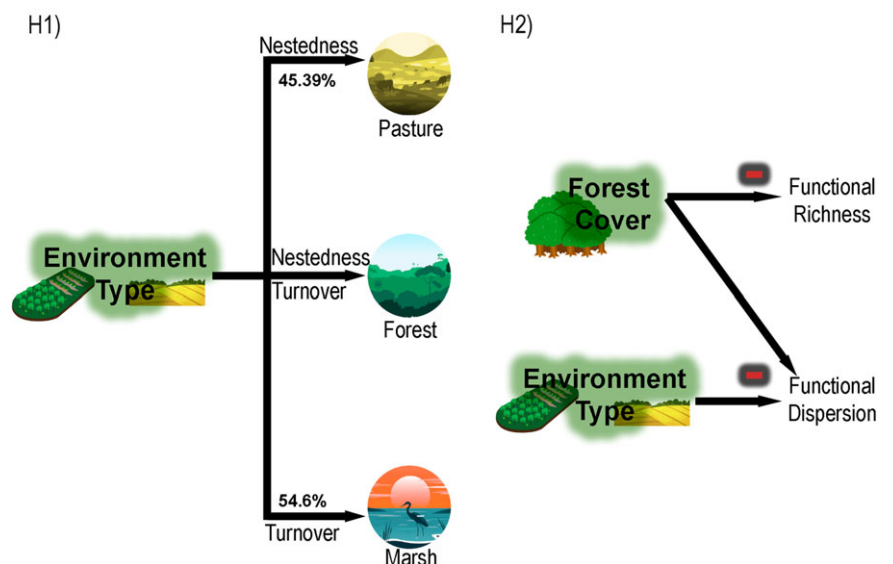 H1)
Nestedness
45.39%
Pasture
Environment
Type
Nestedness
Turnover
Forest
54.6%
Turnover
Marsh
H2)
Forest
Cover
Functional
Richness
Environment
Type
Functional
Dispersion